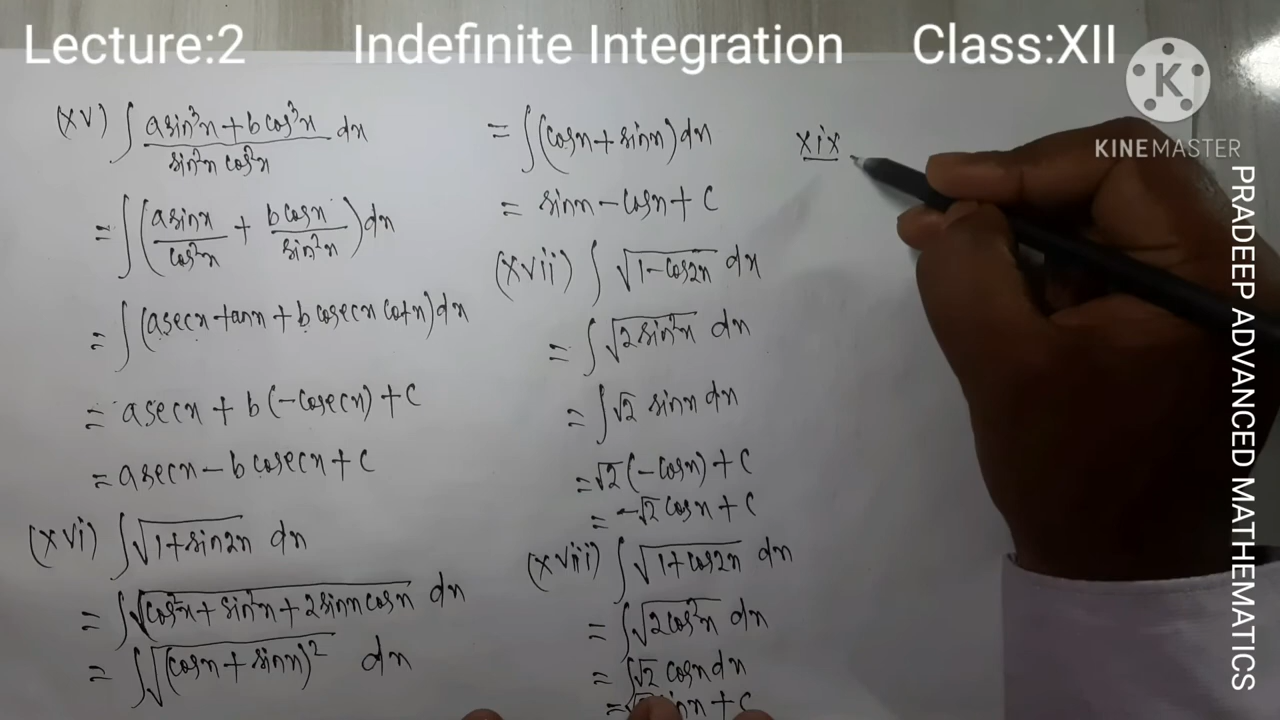 Lecture:2 Indefinite Integration Class:XII
KINEMASTER
PRADEEP ADVANCED MATHEMATICS
(xv) ∫ (a sin³x + b cos³x)/(sin²x cos²x) dx
= ∫ (a sinx/cos²x + b cosx/sin²x) dx
= ∫ (a secx tanx + b cosecx cotx) dx
= a secx + b (-cosecx) + c
= a secx - b cosecx + c
(xvi) ∫ √(1+sin2x) dx
= ∫ √(cos²x + sin²x + 2sinx cosx) dx
= ∫ √((cosx + sinx)²) dx
= ∫ (cosx + sinx) dx
= sinx - cosx + c
(xvii) ∫ √(1-cos2x) dx
= ∫ √(2sin²x) dx
= ∫ √2 sinx dx
= √2 (-cosx) + c
= -√2 cosx + c
(xviii) ∫ √(1+cos2x) dx
= ∫ √(2cos²x) dx
= ∫ √2 cosx dx
= √2 sinx + c
xix